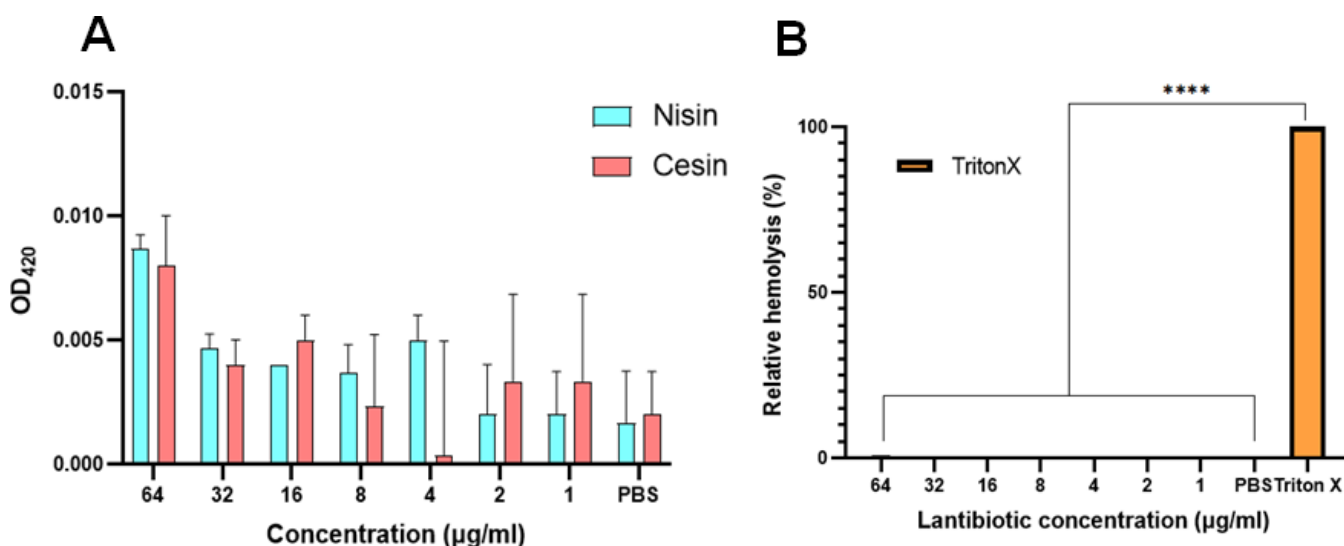 A
0.015
0.010
0.005
0.000
OD420
Nisin
Cesin
64 32 16 8 4 2 1 PBS
Concentration (µg/ml)
B
****
100
50
0
Relative hemolysis (%)
TritonX
64 32 16 8 4 2 1 PBS Triton X
Lantibiotic concentration (µg/ml)